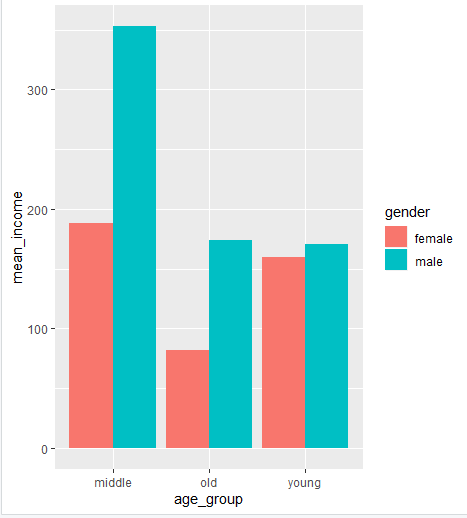 300
200
100
0
mean_income
middle old young
age_group
gender
female
male